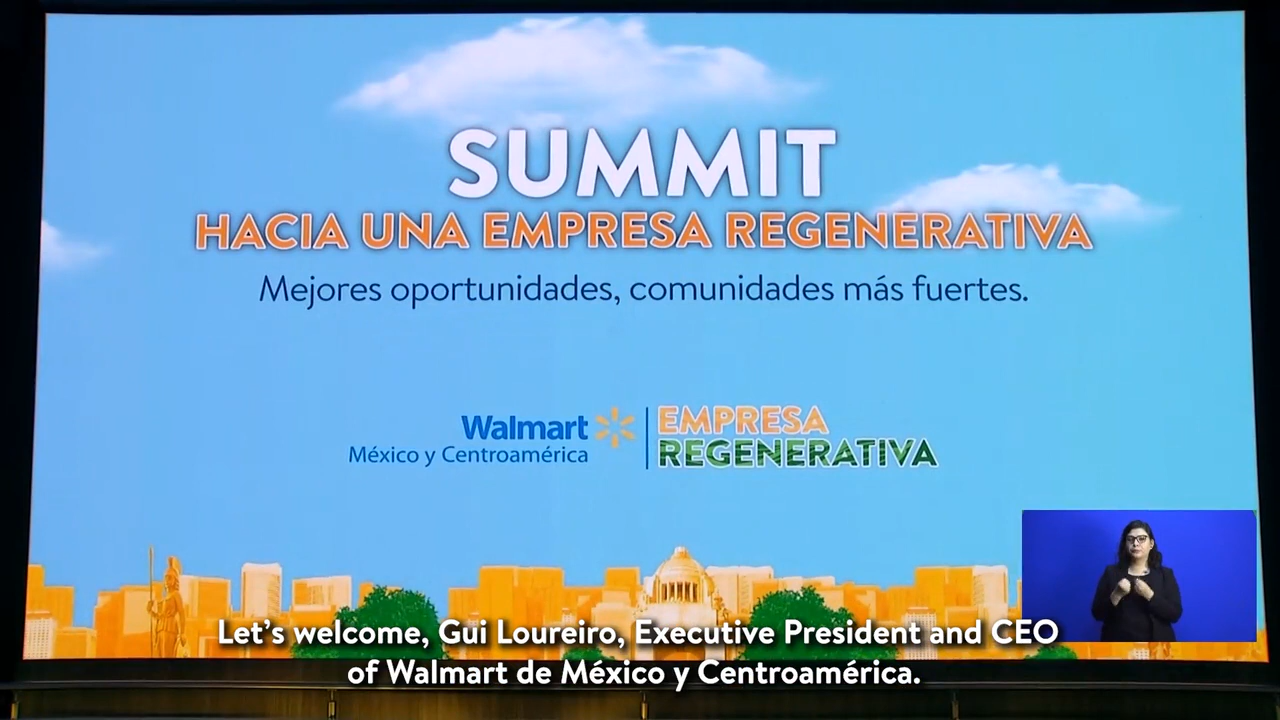 SUMMIT
HACIA UNA EMPRESA REGENERATIVA
Mejores oportunidades, comunidades más fuertes.
Walmart
México y Centroamérica
EMPRESA
REGENERATIVA
Let's welcome, Gui Loureiro, Executive President and CEO
of Walmart de México y Centroamérica.